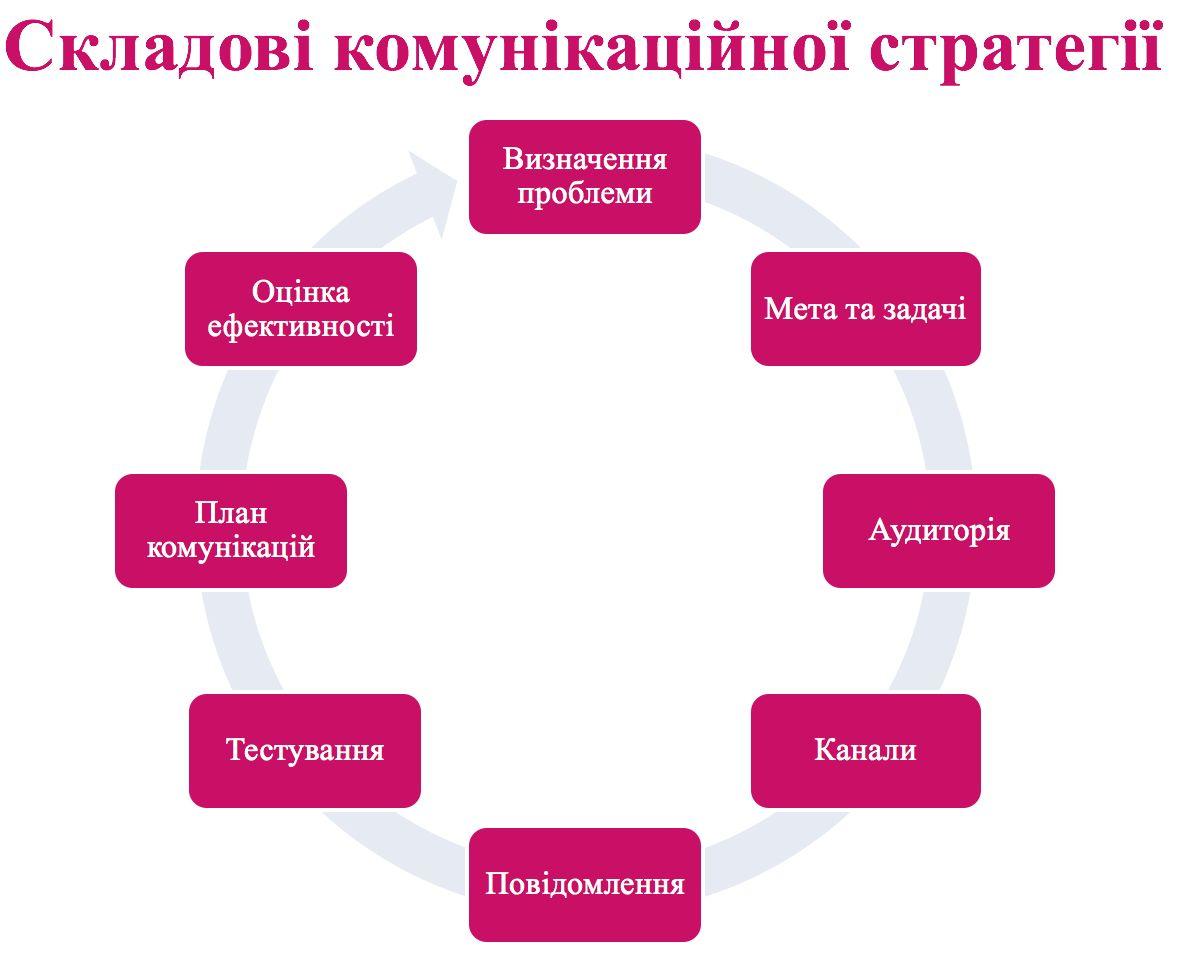 Складові комунікаційної стратегії
Визначення
проблеми
Мета та задачі
Аудиторія
Канали
Повідомлення
Тестування
План
комунікацій
Оцінка
ефективності